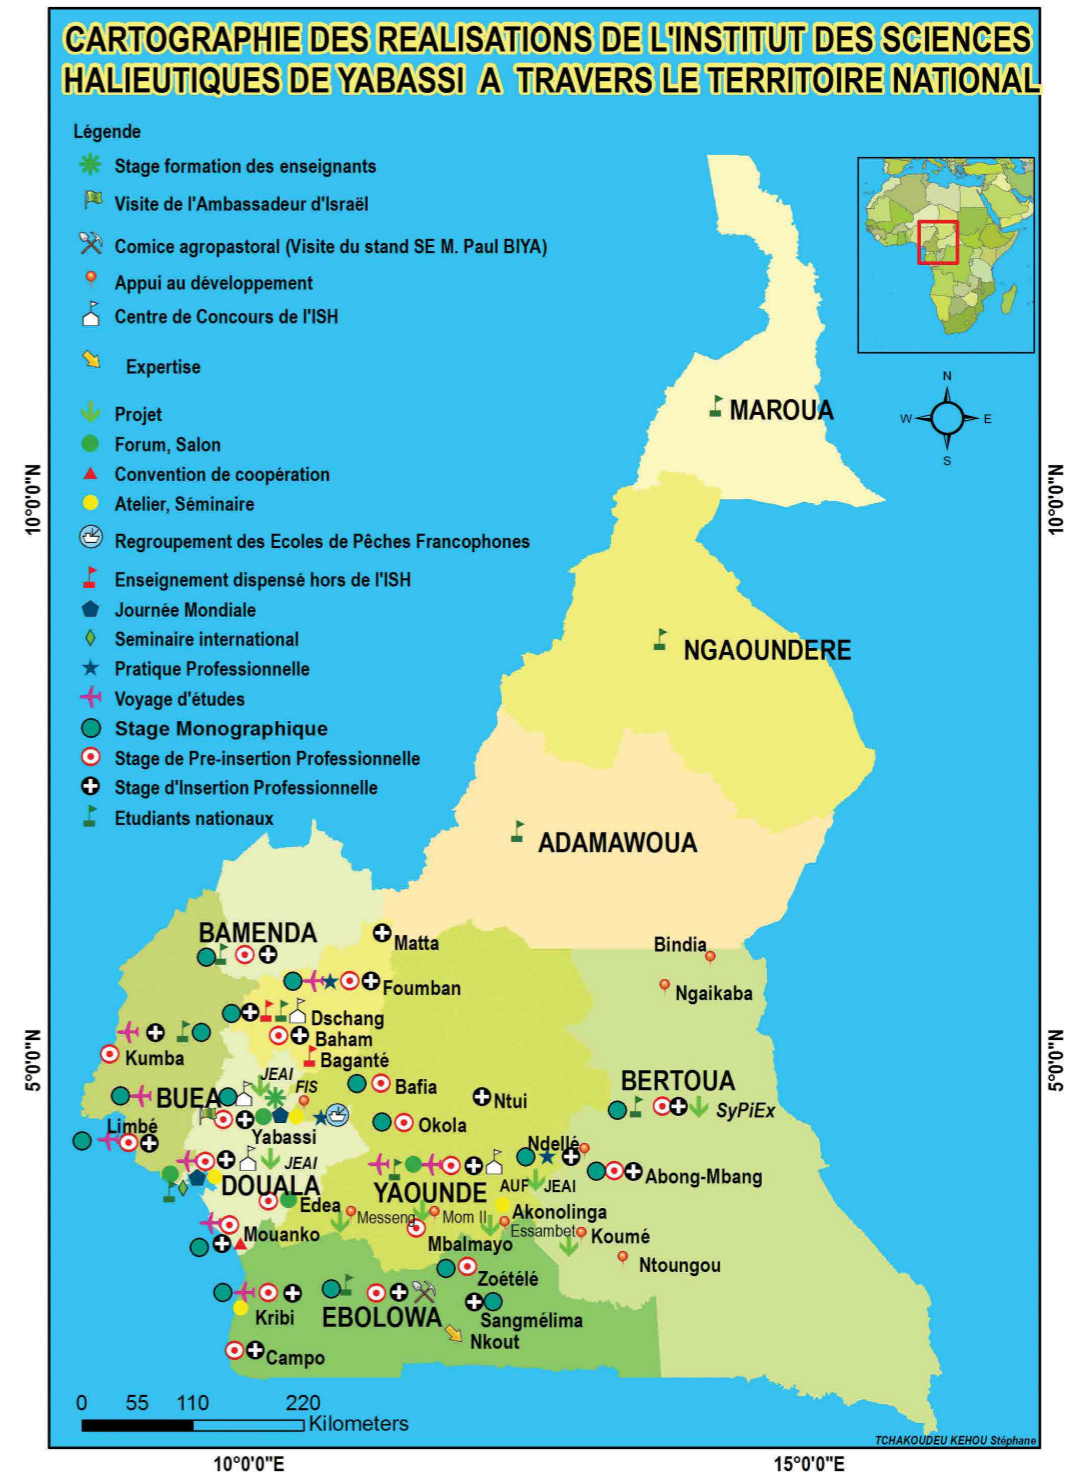 CARTOGRAPHIE DES REALISATIONS DE L'INSTITUT DES SCIENCES
HALIEUTIQUES DE YABASSI A TRAVERS LE TERRITOIRE NATIONAL
Légende
Stage formation des enseignants
Visite de l'Ambassadeur d'Israël
Comice agropastoral (Visite du stand SE M. Paul BIYA)
Appui au développement
Centre de Concours de l'ISH
Expertise
Projet
Forum, Salon
Convention de coopération
Atelier, Séminaire
Regroupement des Ecoles de Pêches Francophones
Enseignement dispensé hors de l'ISH
Journée Mondiale
Seminaire international
Pratique Professionnelle
Voyage d'études
Stage Monographique
Stage de Pre-insertion Professionnelle
Stage d'Insertion Professionnelle
Etudiants nationaux
N
W
E
S
10°0'0"N
10°0'0"N
MAROUA
NGAOUNDERE
ADAMAWOUA
BAMENDA
Matta
Bindia
Foumban
Ngaikaba
Dschang
Baham
Kumba
Baganté
5°0'0"N
5°0'0"N
JEAI
FIS
Bafia
BERTOUA
BUEA
Ntui
SyPiEx
Limbé
Yabassi
Okola
Ndellé
JEAI
Abong-Mbang
DOUALA
YAOUNDE
AUF
JEAI
Edea
Messeng
Mom II
Akonolinga
Essambet
Koumé
Mouanko
Mbalmayo
Ntoungou
Zoétélé
Kribi
EBOLOWA
Sangmélima
Nkout
Campo
0
55
110
220
Kilometers
TCHAKOUDEU KEHOU Stéphane
10°0'0"E
15°0'0"E